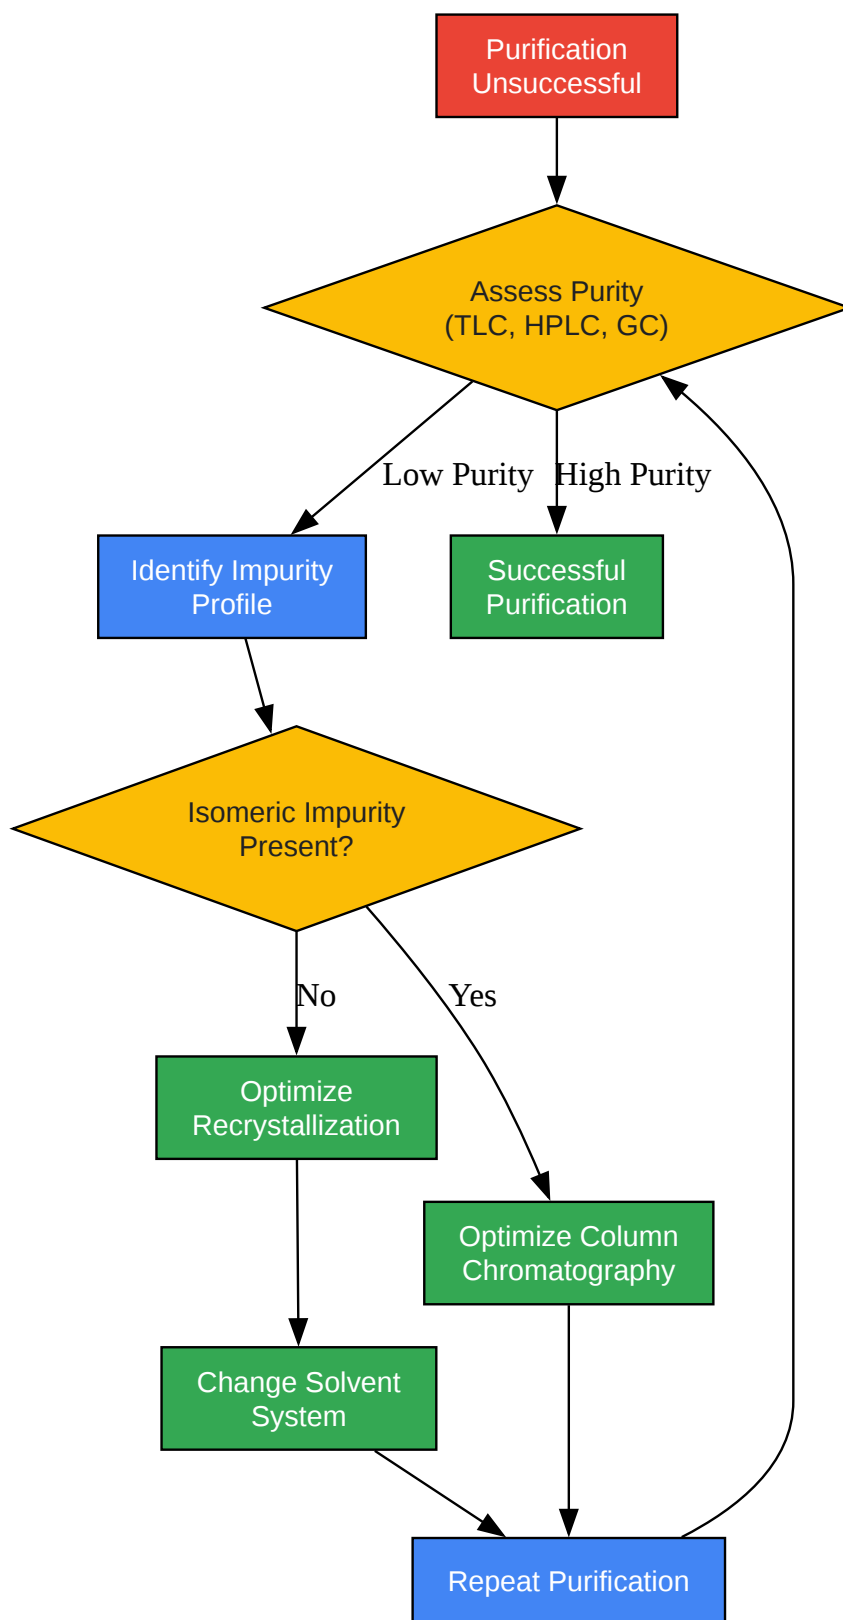 Purification
Unsuccessful
Assess Purity
(TLC, HPLC, GC)
Low Purity
High Purity
Identify Impurity
Profile
Successful
Purification
Isomeric Impurity
Present?
No
Yes
Optimize
Recrystallization
Optimize Column
Chromatography
Change Solvent
System
Repeat Purification